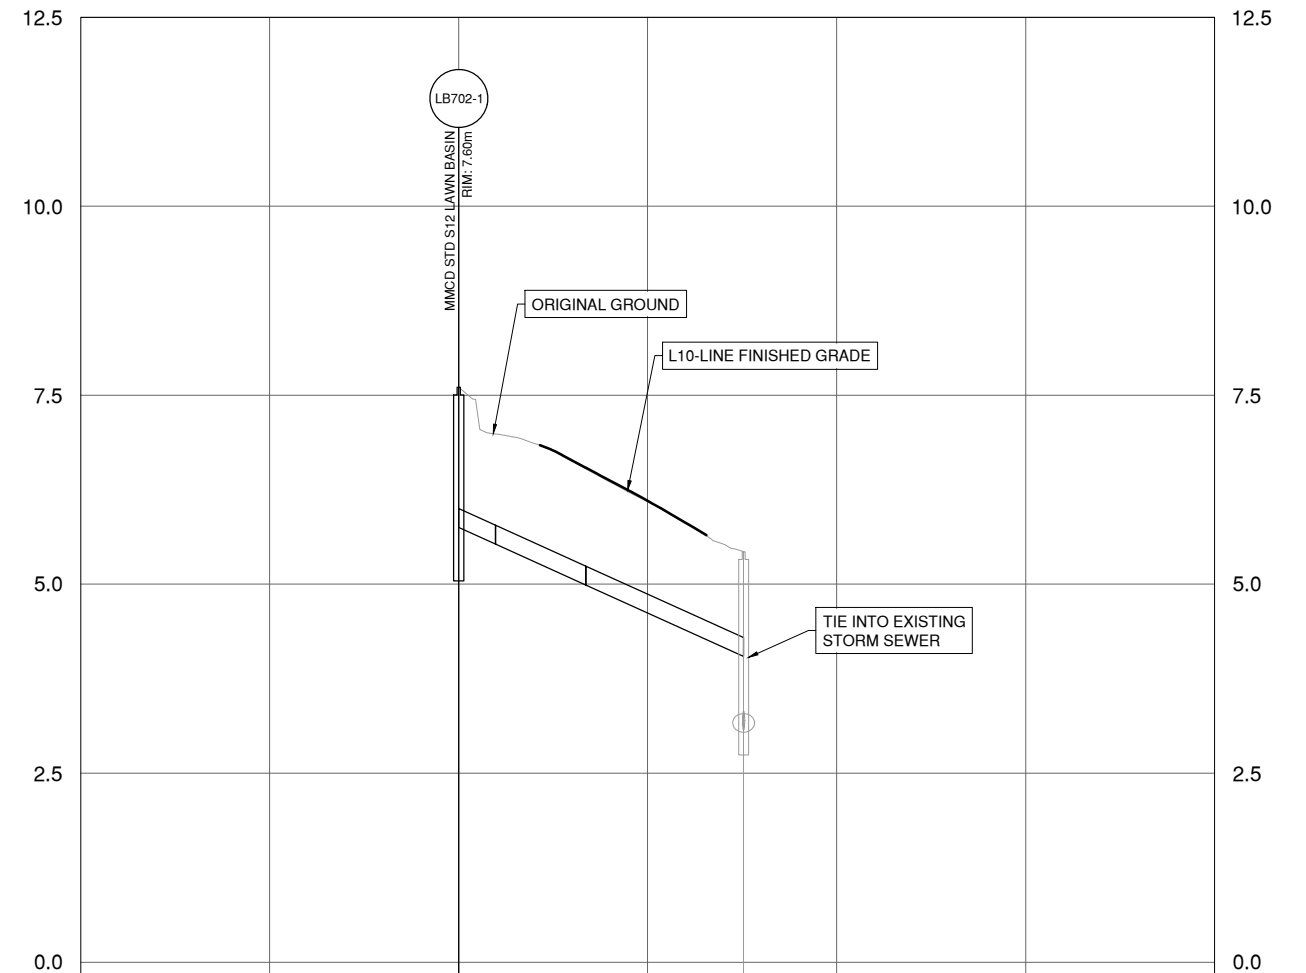 12.5
12.5
LB702-1
MMCD STD S12 LAWN BASIN
RIM: 7.60m
10.0
10.0
ORIGINAL GROUND
L10-LINE FINISHED GRADE
7.5
7.5
5.0
5.0
TIE INTO EXISTING
STORM SEWER
2.5
2.5
0.0
0.0